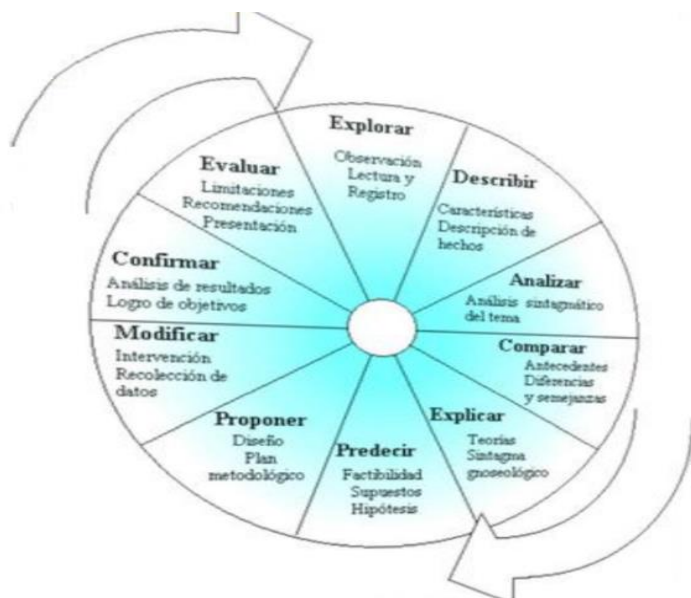 Explorar
Observación
Lectura y
Registro
Describir
Características
Descripción de
hechos
Analizar
Análisis sintagmático
del tema
Comparar
Antecedentes
Diferencias
y semejanzas
Explicar
Teorías
Sintagma
gnoseológico
Predecir
Factibilidad
Supuestos
Hipótesis
Proponer
Diseño
Plan
metodológico
Modificar
Intervención
Recolección de
datos
Confirmar
Análisis de resultados
Logro de objetivos
Evaluar
Limitaciones
Recomendaciones
Presentación